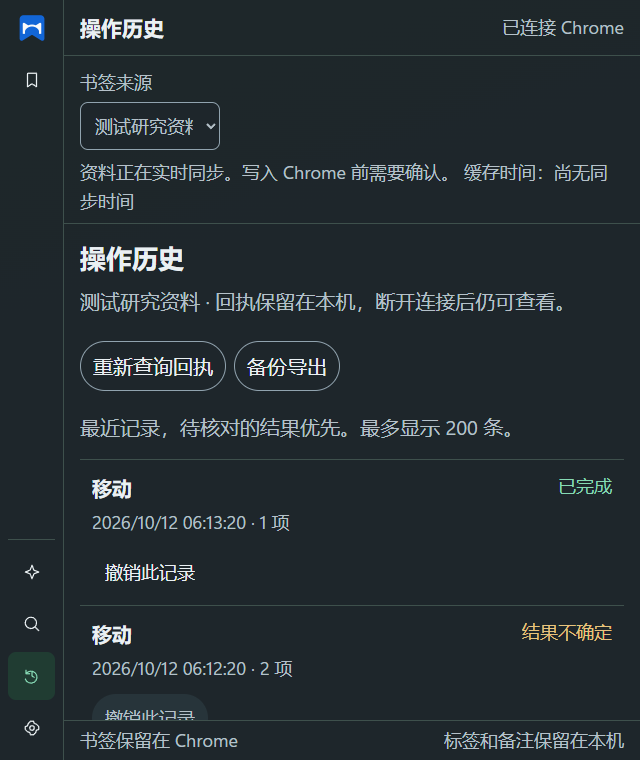 操作历史
已连接 Chrome
书签来源
测试研究资料
资料正在实时同步。写入 Chrome 前需要确认。 缓存时间：尚无同
步时间
操作历史
测试研究资料 · 回执保留在本机，断开连接后仍可查看。
重新查询回执
备份导出
最近记录，待核对的结果优先。最多显示 200 条。
移动
已完成
2026/10/12 06:13:20 · 1 项
撤销此记录
移动
结果不确定
2026/10/12 06:12:20 · 2 项
撤销此记录
书签保留在 Chrome
标签和备注保留在本机